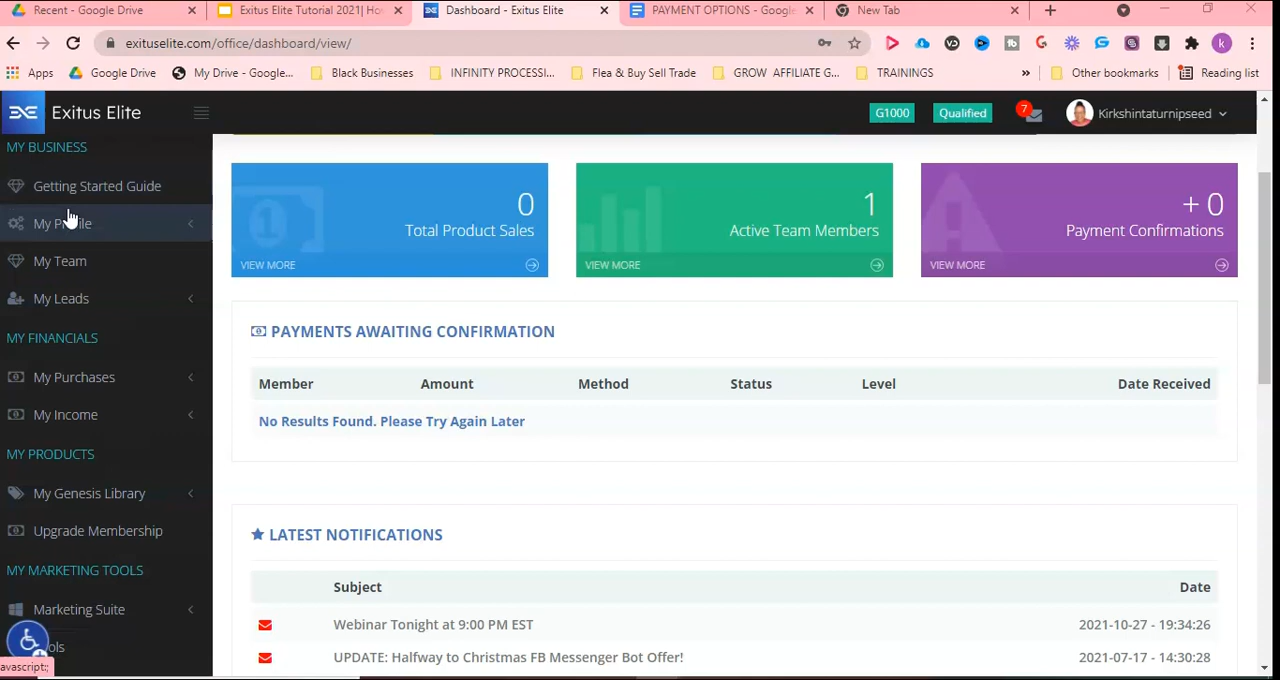 Recent - Google Drive
Exitus Elite Tutorial 2021| Ho
Dashboard - Exitus Elite
PAYMENT OPTIONS - Google
New Tab
exituselite.com/office/dashboard/view/
Apps
Google Drive
My Drive - Google...
Black Businesses
INFINITY PROCESSI...
Flea & Buy Sell Trade
GROW AFFILIATE G...
TRAININGS
»
Other bookmarks
Reading list
Exitus Elite
G1000
Qualified
7
Kirkshintaturnipseed
MY BUSINESS
Getting Started Guide
My Profile
My Team
My Leads
MY FINANCIALS
My Purchases
My Income
MY PRODUCTS
My Genesis Library
Upgrade Membership
MY MARKETING TOOLS
Marketing Suite
ols
avascript:;
0
Total Product Sales
VIEW MORE
1
Active Team Members
VIEW MORE
+ 0
Payment Confirmations
VIEW MORE
PAYMENTS AWAITING CONFIRMATION
Member Amount Method Status Level Date Received
No Results Found. Please Try Again Later
LATEST NOTIFICATIONS
Subject Date
Webinar Tonight at 9:00 PM EST 2021-10-27 - 19:34:26
UPDATE: Halfway to Christmas FB Messenger Bot Offer! 2021-07-17 - 14:30:28